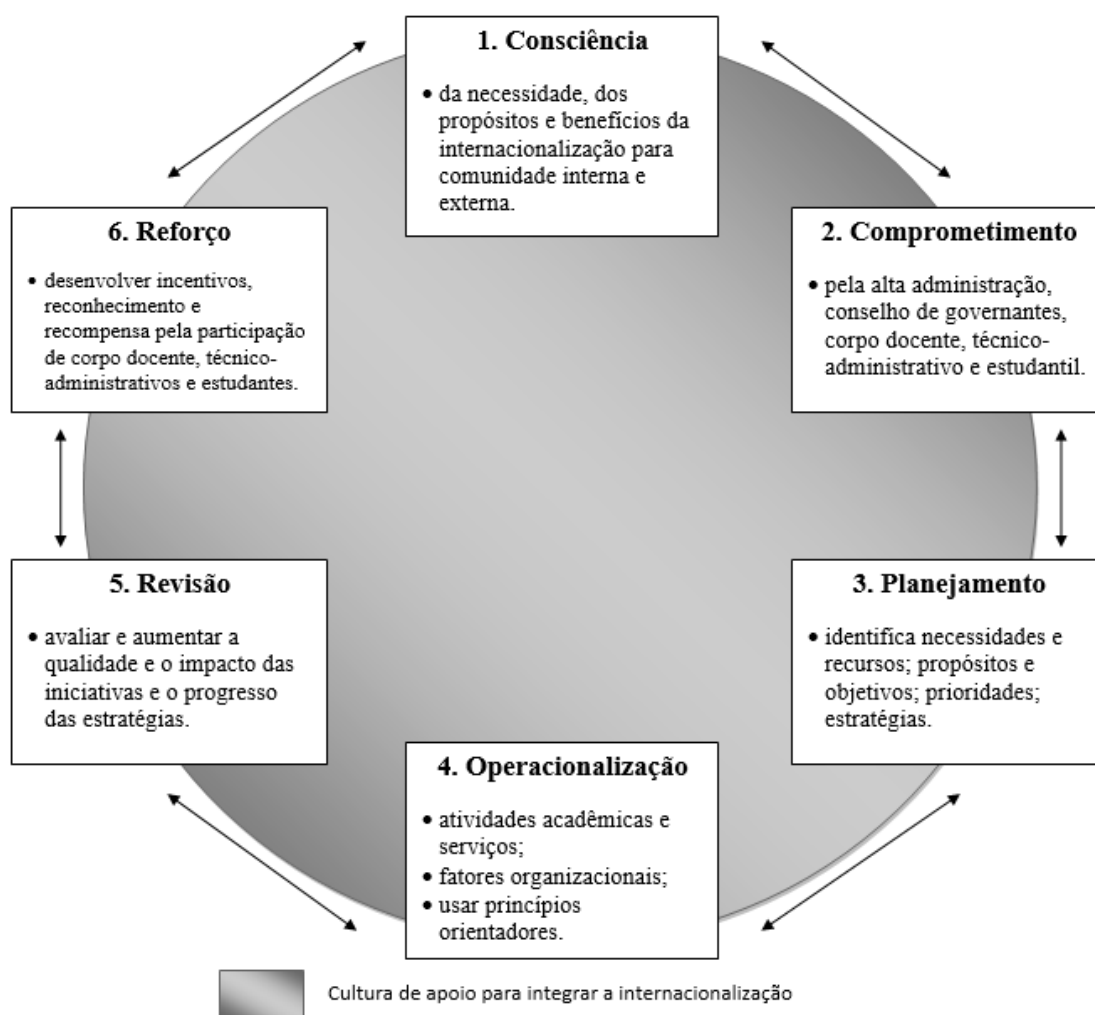 1. Consciência
• da necessidade, dos
propósitos e benefícios da
internacionalização para
comunidade interna e
externa.
6. Reforço
• desenvolver incentivos,
reconhecimento e
recompensa pela participação
de corpo docente, técnico-
administrativos e estudantes.
2. Comprometimento
• pela alta administração,
conselho de governantes,
corpo docente, técnico-
administrativo e estudantil.
5. Revisão
• avaliar e aumentar a
qualidade e o impacto das
iniciativas e o progresso
das estratégias.
3. Planejamento
• identifica necessidades e
recursos; propósitos e
objetivos; prioridades;
estratégias.
4. Operacionalização
• atividades acadêmicas e
serviços;
• fatores organizacionais;
• usar princípios
orientadores.
Cultura de apoio para integrar a internacionalização